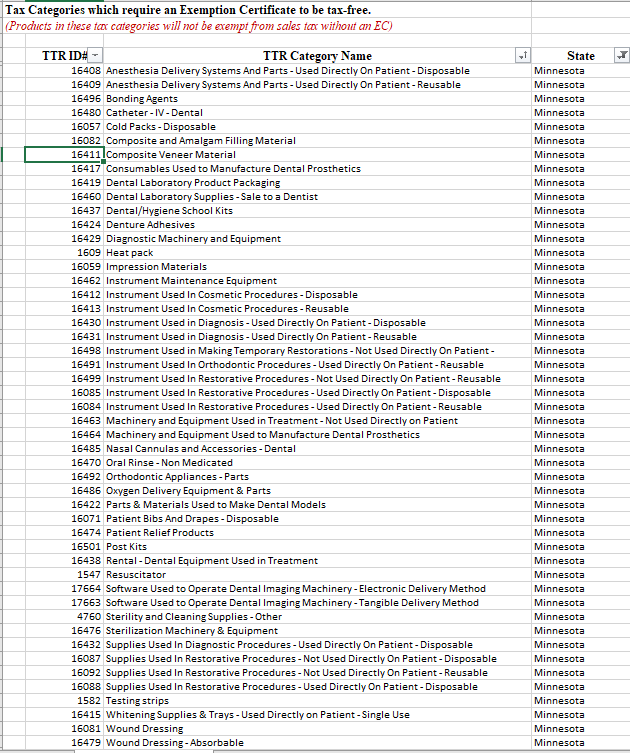 Tax Categories which require an Exemption Certificate to be tax-free.
(Products in these tax categories will not be exempt from sales tax without an EC)
TTR ID# TTR Category Name State
16408 Anesthesia Delivery Systems And Parts - Used Directly On Patient - Disposable Minnesota
16409 Anesthesia Delivery Systems And Parts - Used Directly On Patient - Reusable Minnesota
16496 Bonding Agents Minnesota
16480 Catheter - IV - Dental Minnesota
16057 Cold Packs - Disposable Minnesota
16082 Composite and Amalgam Filling Material Minnesota
16411 Composite Veneer Material Minnesota
16417 Consumables Used to Manufacture Dental Prosthetics Minnesota
16419 Dental Laboratory Product Packaging Minnesota
16460 Dental Laboratory Supplies - Sale to a Dentist Minnesota
16437 Dental/Hygiene School Kits Minnesota
16424 Denture Adhesives Minnesota
16429 Diagnostic Machinery and Equipment Minnesota
1609 Heat pack Minnesota
16059 Impression Materials Minnesota
16462 Instrument Maintenance Equipment Minnesota
16412 Instrument Used In Cosmetic Procedures - Disposable Minnesota
16413 Instrument Used In Cosmetic Procedures - Reusable Minnesota
16430 Instrument Used in Diagnosis - Used Directly On Patient - Disposable Minnesota
16431 Instrument Used in Diagnosis - Used Directly On Patient - Reusable Minnesota
16498 Instrument Used in Making Temporary Restorations - Not Used Directly On Patient - Minnesota
16491 Instrument Used In Orthodontic Procedures - Used Directly On Patient - Reusable Minnesota
16499 Instrument Used In Restorative Procedures - Not Used Directly On Patient - Reusable Minnesota
16085 Instrument Used In Restorative Procedures - Used Directly On Patient - Disposable Minnesota
16084 Instrument Used In Restorative Procedures - Used Directly On Patient - Reusable Minnesota
16463 Machinery and Equipment Used in Treatment - Not Used Directly on Patient Minnesota
16464 Machinery and Equipment Used to Manufacture Dental Prosthetics Minnesota
16485 Nasal Cannulas and Accessories - Dental Minnesota
16470 Oral Rinse - Non Medicated Minnesota
16492 Orthodontic Appliances - Parts Minnesota
16486 Oxygen Delivery Equipment & Parts Minnesota
16422 Parts & Materials Used to Make Dental Models Minnesota
16071 Patient Bibs And Drapes - Disposable Minnesota
16474 Patient Relief Products Minnesota
16501 Post Kits Minnesota
16438 Rental - Dental Equipment Used in Treatment Minnesota
1547 Resuscitator Minnesota
17664 Software Used to Operate Dental Imaging Machinery - Electronic Delivery Method Minnesota
17663 Software Used to Operate Dental Imaging Machinery - Tangible Delivery Method Minnesota
4760 Sterility and Cleaning Supplies - Other Minnesota
16476 Sterilization Machinery & Equipment Minnesota
16432 Supplies Used In Diagnostic Procedures - Used Directly On Patient - Disposable Minnesota
16087 Supplies Used In Restorative Procedures - Not Used Directly On Patient - Disposable Minnesota
16092 Supplies Used In Restorative Procedures - Not Used Directly On Patient - Reusable Minnesota
16088 Supplies Used In Restorative Procedures - Used Directly On Patient - Disposable Minnesota
1582 Testing strips Minnesota
16415 Whitening Supplies & Trays - Used Directly on Patient - Single Use Minnesota
16081 Wound Dressing Minnesota
16479 Wound Dressing - Absorbable Minnesota